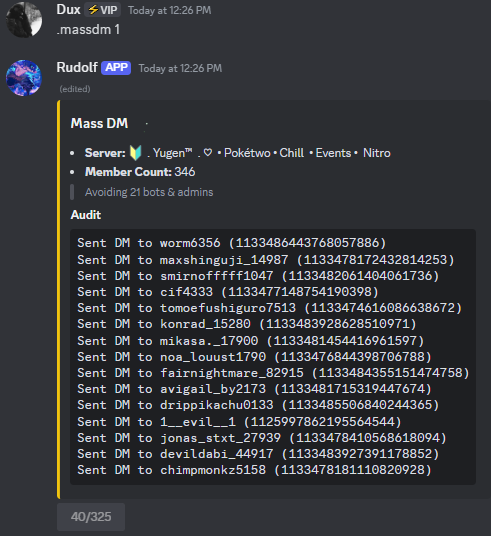 Dux ⚡VIP Today at 12:26 PM
.massdm 1
Rudolf APP Today at 12:26 PM
(edited)
Mass DM .
• Server: 🔰 . Yugen™ . ♡ • Pokétwo • Chill • Events • Nitro
• Member Count: 346
Avoiding 21 bots & admins
Audit
Sent DM to worm6356 (1133486443768057886)
Sent DM to maxshinguji_14987 (1133478172432814253)
Sent DM to smirnofffff1047 (1133482061404061736)
Sent DM to cif4333 (1133477148754190398)
Sent DM to tomoefushiguro7513 (1133474616086638672)
Sent DM to konrad_15280 (1133483928628510971)
Sent DM to mikasa._17900 (1133481454416961597)
Sent DM to noa_louust1790 (1133476844398706788)
Sent DM to fairnightmare_82915 (1133484355151474758)
Sent DM to avigail_by2173 (1133481715319447674)
Sent DM to drippikachu0133 (1133485506840244365)
Sent DM to 1__evil__1 (1125997862195564544)
Sent DM to jonas_stxt_27939 (1133478410568618094)
Sent DM to devildabi_44917 (1133483927391178852)
Sent DM to chimpmonkz5158 (1133478181110820928)
40/325